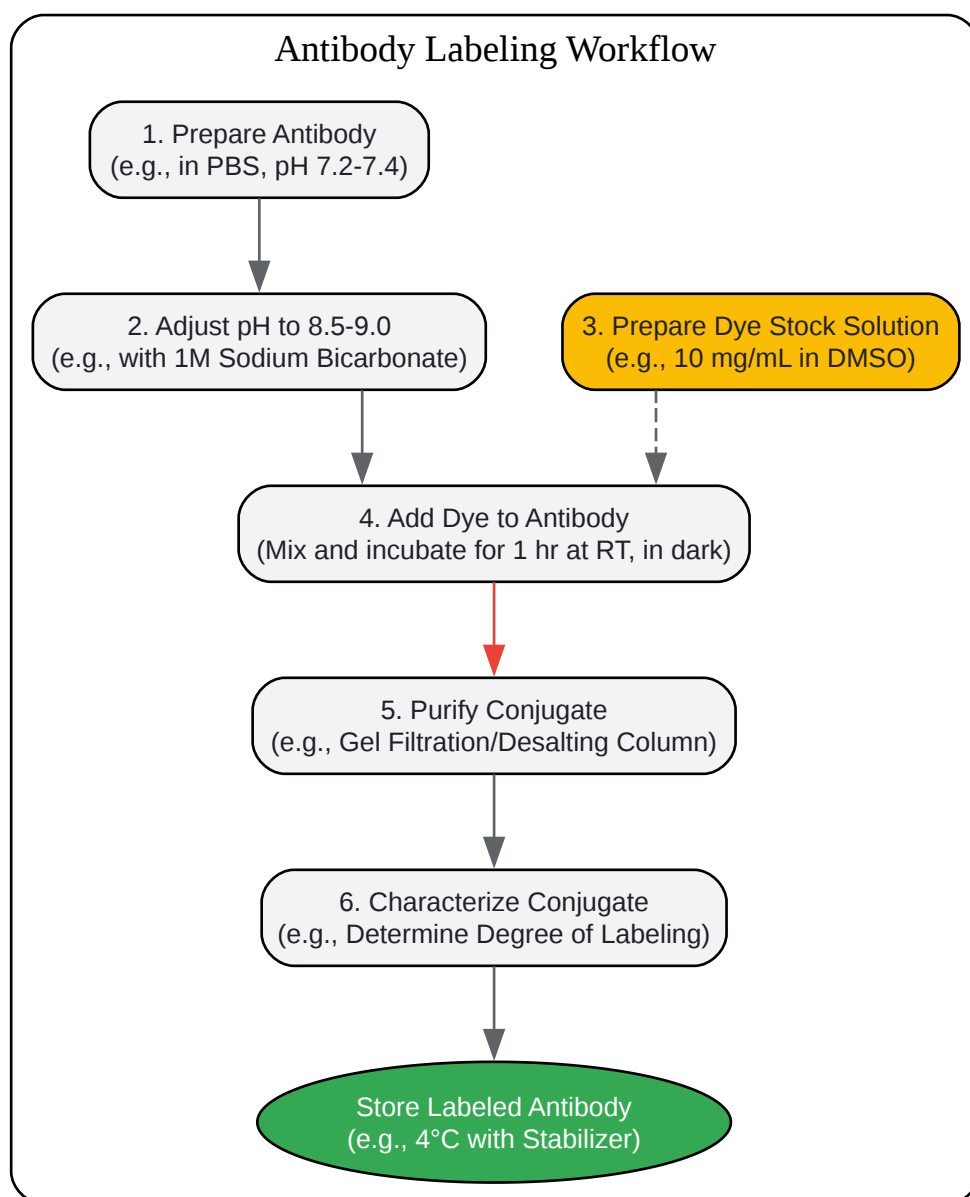 Antibody Labeling Workflow
1. Prepare Antibody
(e.g., in PBS, pH 7.2-7.4)
2. Adjust pH to 8.5-9.0
(e.g., with 1M Sodium Bicarbonate)
3. Prepare Dye Stock Solution
(e.g., 10 mg/mL in DMSO)
4. Add Dye to Antibody
(Mix and incubate for 1 hr at RT, in dark)
5. Purify Conjugate
(e.g., Gel Filtration/Desalting Column)
6. Characterize Conjugate
(e.g., Determine Degree of Labeling)
Store Labeled Antibody
(e.g., 4°C with Stabilizer)